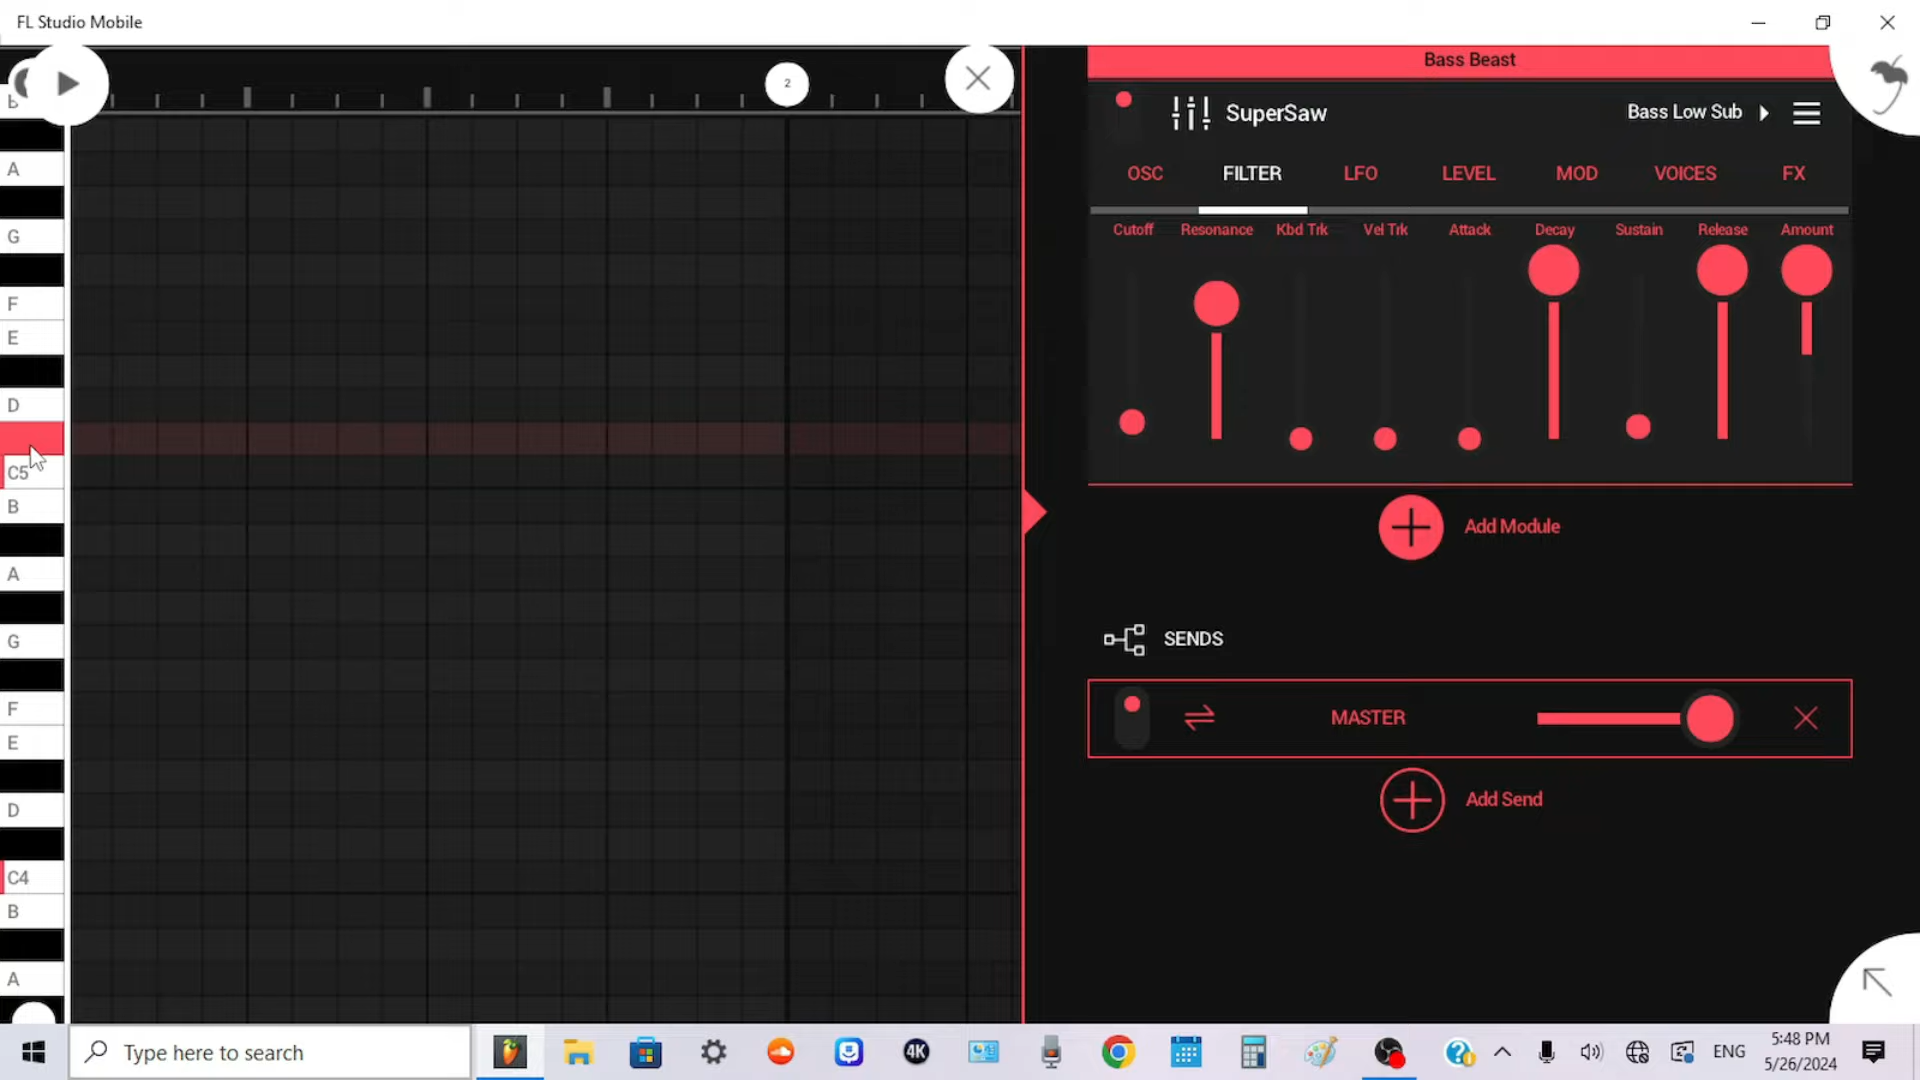 FL Studio Mobile
2
Bass Beast
SuperSaw
Bass Low Sub
OSC FILTER LFO LEVEL MOD VOICES FX
Cutoff Resonance Kbd Trk Vel Trk Attack Decay Sustain Release Amount
Add Module
SENDS
MASTER
Add Send
A
G
F
E
D
C5
B
A
G
F
E
D
C4
B
A
Type here to search
4K
ENG
5:48 PM
5/26/2024